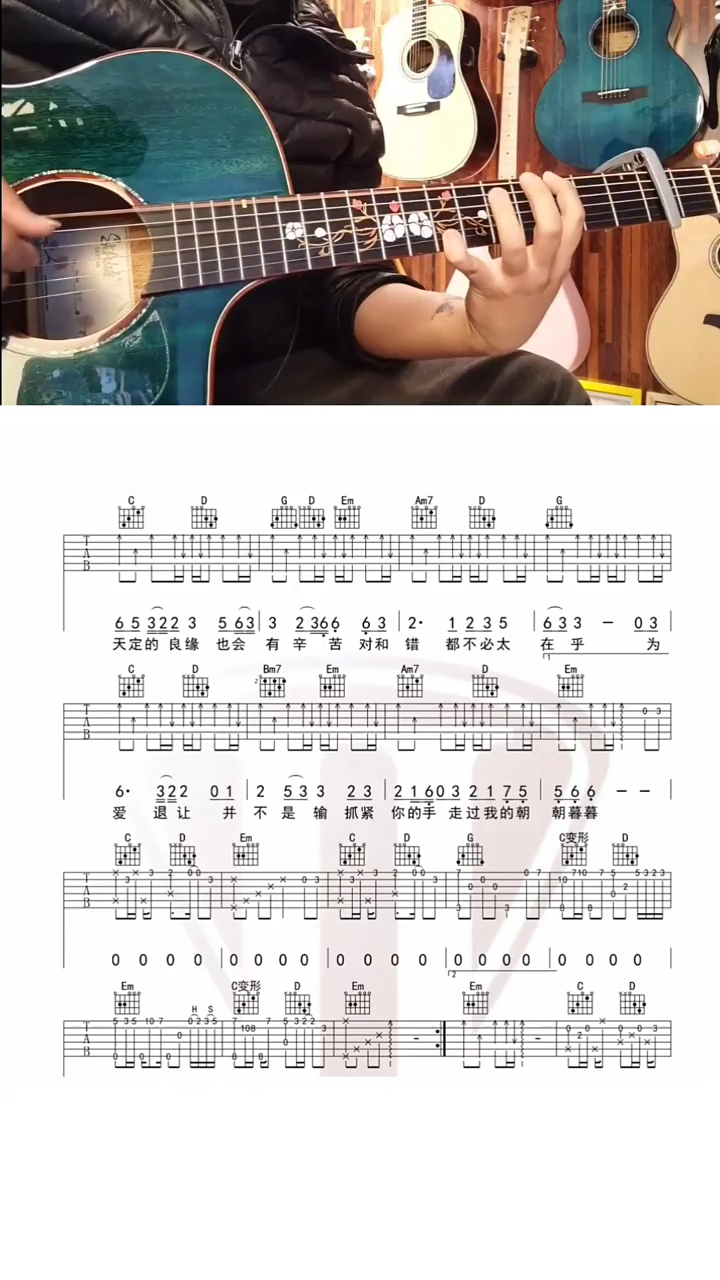 C D G D Em Am7 D G
T
A
B
6 5 3 2 2 3 5 6 3 | 3 2 3 6 6 6 3 | 2· 1 2 3 5 | 6 3 3 － 0 3 |
天定的 良缘 也会 有 辛 苦 对和 错 都不必太 在 乎 为
1
C D Bm7 Em Am7 D Em
2
T
A
B
0 3
6· 3 2 2 0 1 | 2 5 3 3 2 3 | 2 1 6 0 3 2 1 7 5 | 5 6 6 － － |
爱 退让 并 不 是 输 抓紧 你的手 走过我的朝 朝暮暮
C D Em C D G C变形 D
T
A
B
0 0 0 0 | 0 0 0 0 | 0 0 0 0 | 0 0 0 0 | 0 0 0 0
2
Em C变形 D Em Em C D
H S
T
A
B